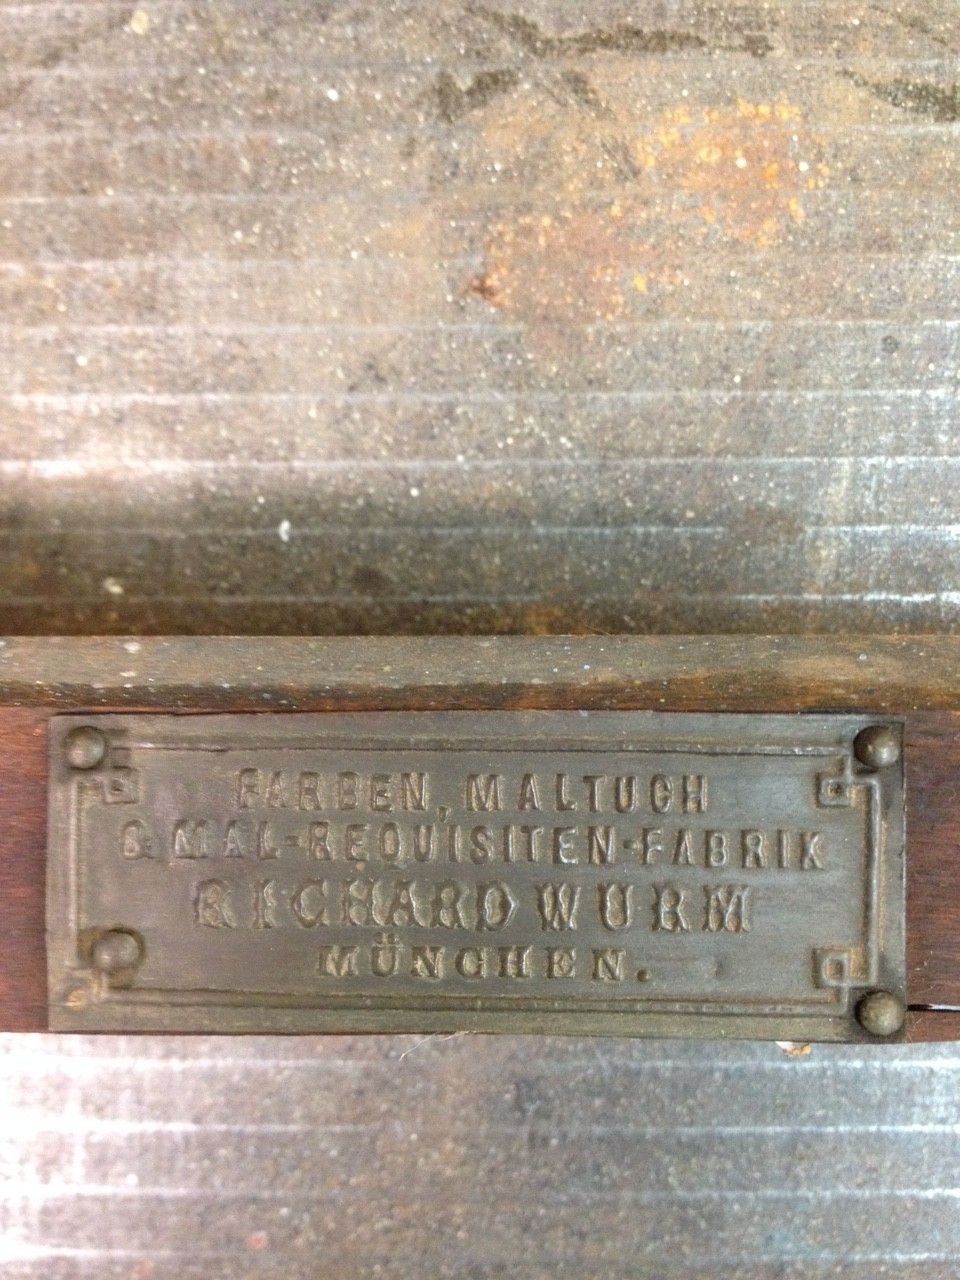 FARBEN, MALTUCH
& MAL-REQUISITEN-FABRIK
RICHARD WURM
MÜNCHEN.